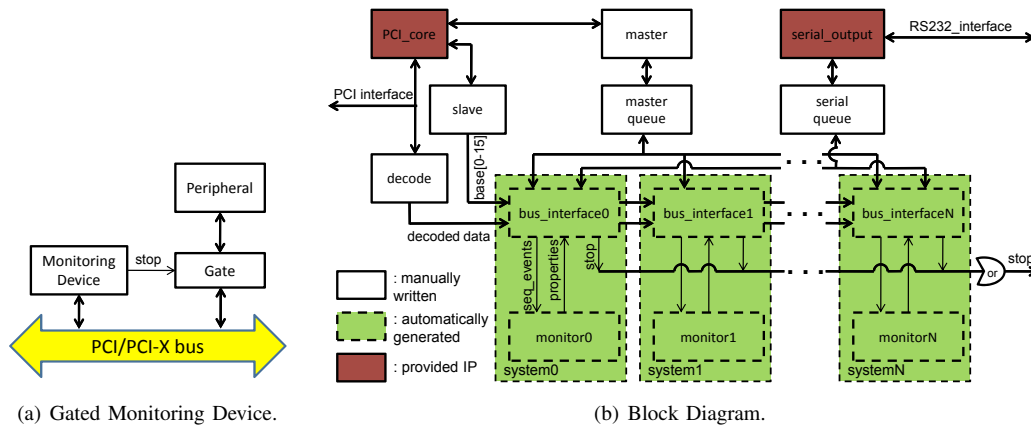 Peripheral
Monitoring
Device
stop
Gate
PCI/PCI-X bus
(a) Gated Monitoring Device.
PCI_core
master
serial_output
RS232_interface
PCI interface
slave
master
queue
serial
queue
decode
base[0-15]
decoded data
bus_interface0
bus_interface1
bus_interfaceN
seq_events
properties
stop
or
stop
monitor0
monitor1
monitorN
system0
system1
systemN
: manually
written
: automatically
generated
: provided IP
(b) Block Diagram.